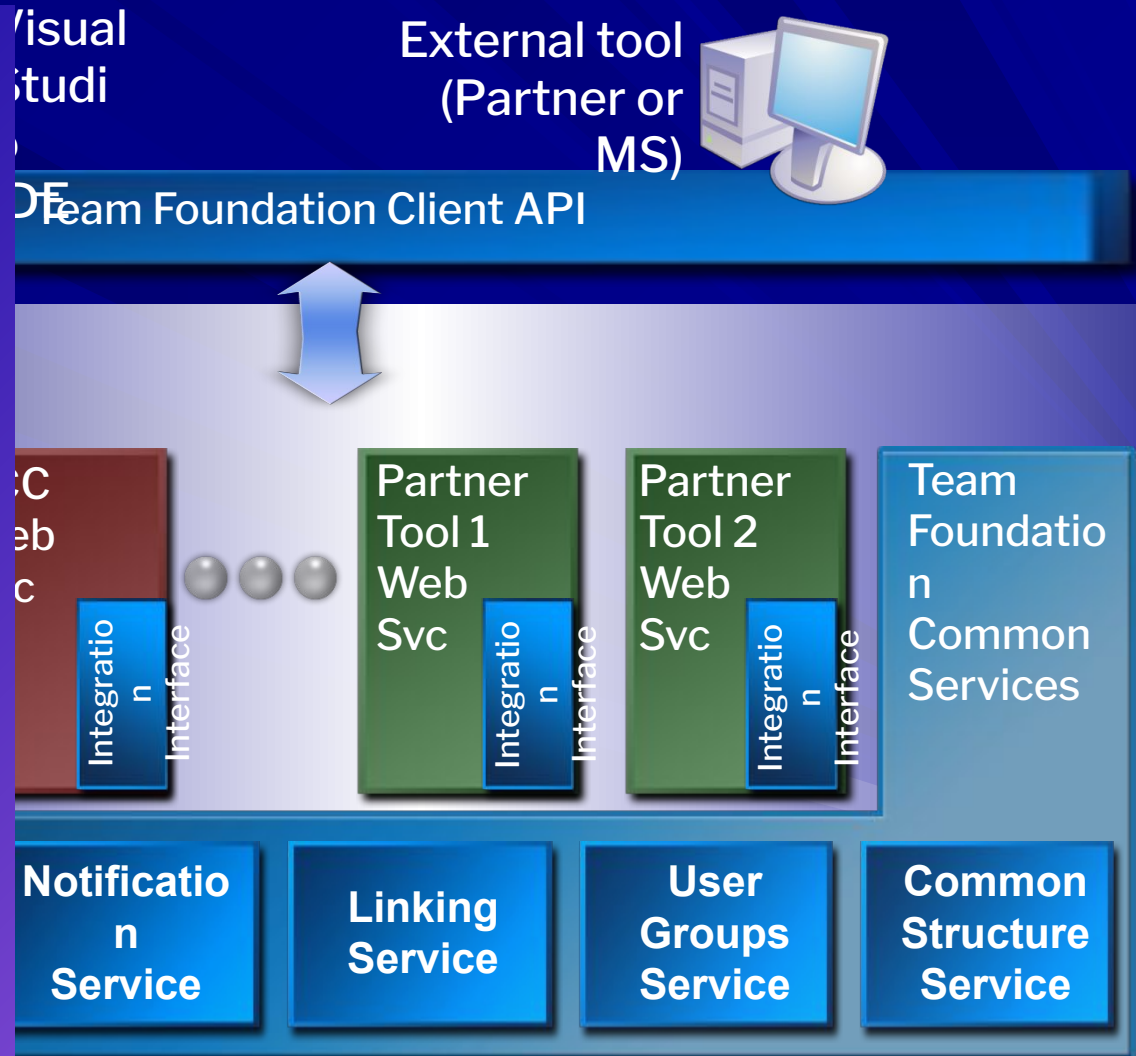 isual
tudi
DE
External tool
(Partner or
MS)
Team Foundation Client API
C
eb
c
Integratio
n
Interface
Partner
Tool 1
Web
Svc
Integratio
n
Interface
Partner
Tool 2
Web
Svc
Integratio
n
Interface
Team
Foundatio
n
Common
Services
Notificatio
n
Service
Linking
Service
User
Groups
Service
Common
Structure
Service